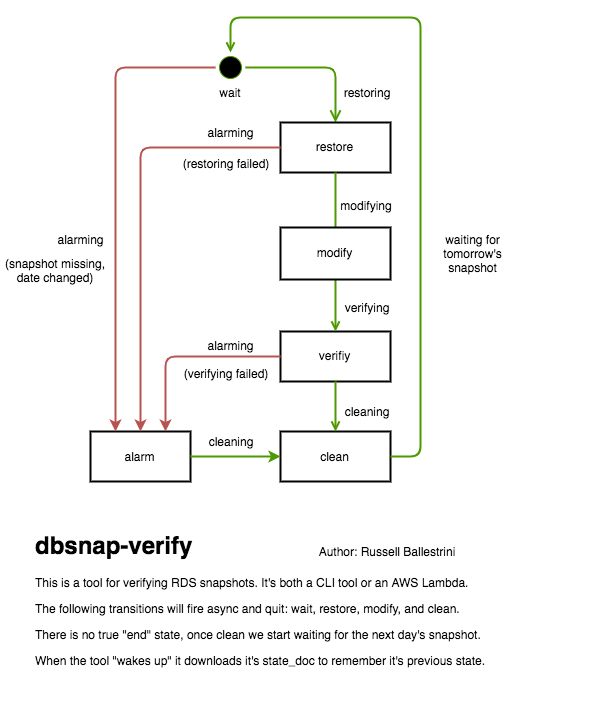 wait
restoring
alarming
restore
(restoring failed)
modifying
alarming
(snapshot missing,
date changed)
modify
waiting for
tomorrow's
snapshot
verifying
alarming
verifiy
(verifying failed)
cleaning
alarm
cleaning
clean
dbsnap-verify
Author: Russell Ballestrini
This is a tool for verifying RDS snapshots. It's both a CLI tool or an AWS Lambda.
The following transitions will fire async and quit: wait, restore, modify, and clean.
There is no true "end" state, once clean we start waiting for the next day's snapshot.
When the tool "wakes up" it downloads it's state_doc to remember it's previous state.